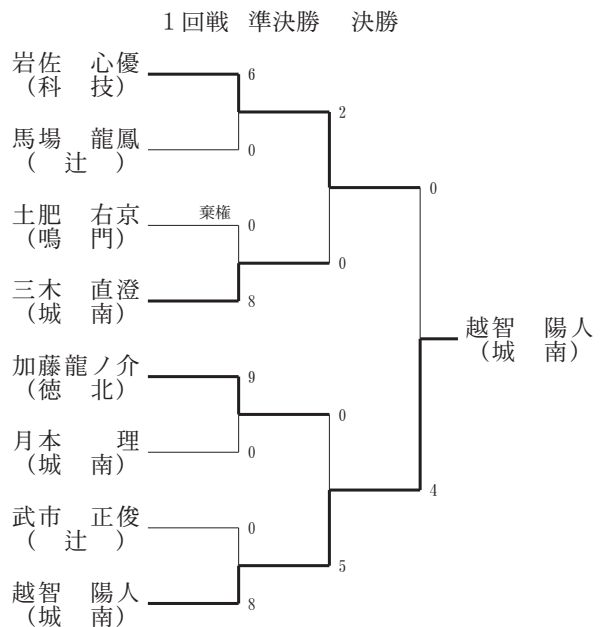 １回戦 準決勝 決勝
岩佐 心優
（科 技）
6
2
馬場 龍鳳
（ 辻 ）
0
0
土肥 右京
（鳴 門）
棄権
0
0
三木 直澄
（城 南）
8
越智 陽人
（城 南）
加藤龍ノ介
（徳 北）
9
0
月本 理
（城 南）
0
4
武市 正俊
（ 辻 ）
0
5
越智 陽人
（城 南）
8